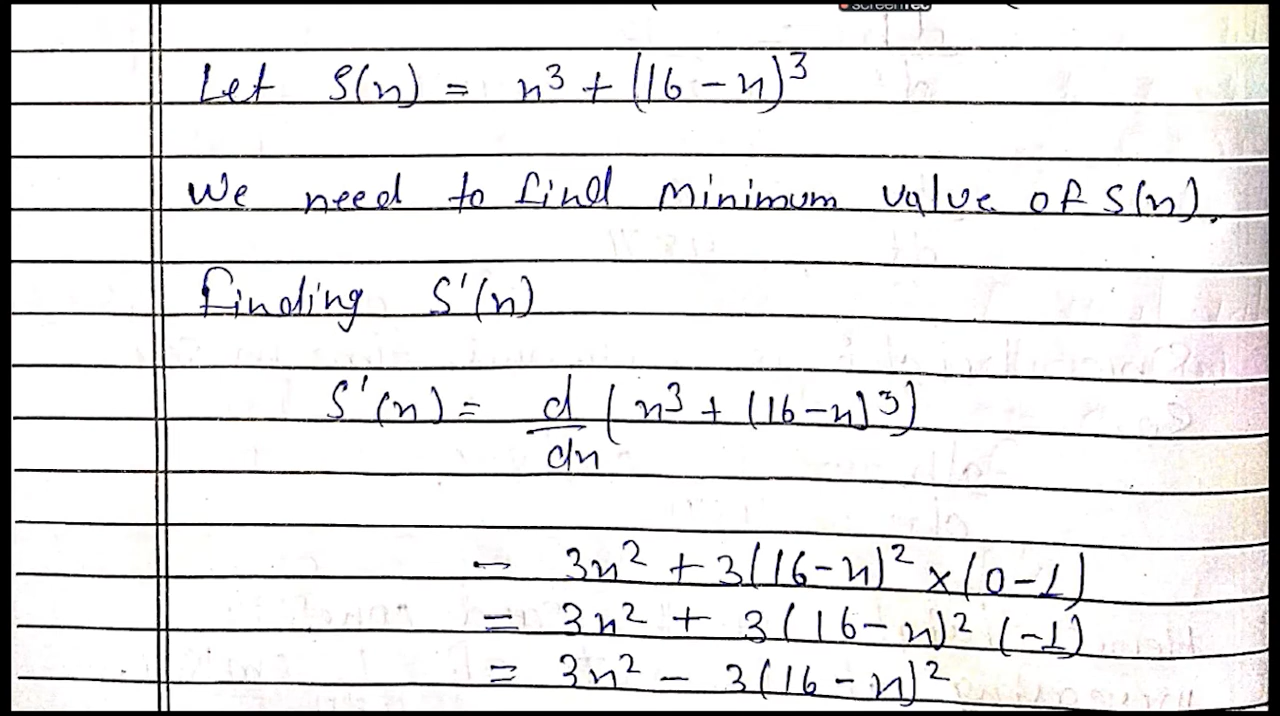 screenrec
Let S(x) = x³ + (16 - x)³
We need to find minimum value of S(x).
finding S'(x)
S'(x) = d/dx (x³ + (16-x)³)
= 3x² + 3(16-x)² × (0-1)
= 3x² + 3(16-x)² (-1)
= 3x² - 3(16-x)²